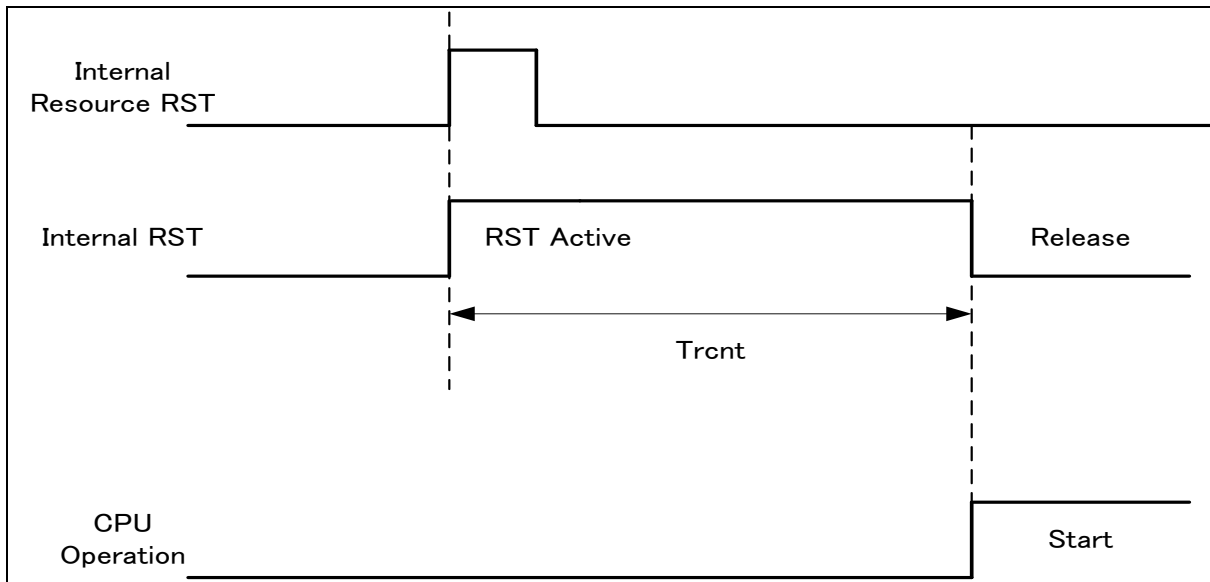 Internal
Resource RST
Internal RST
RST Active
Release
Trcnt
CPU
Operation
Start